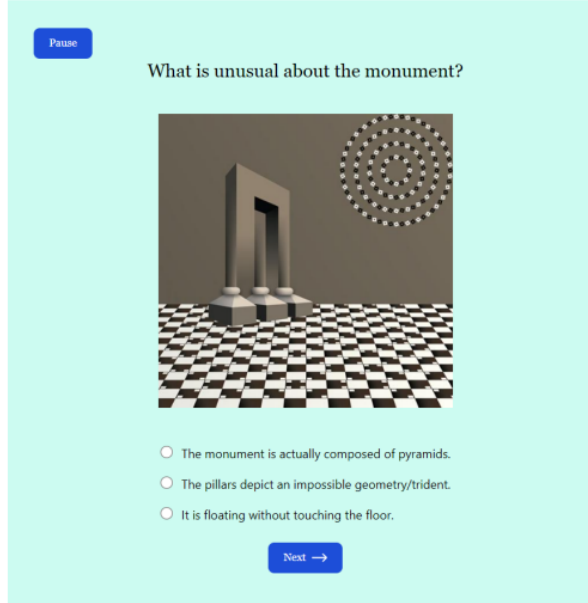 Pause
What is unusual about the monument?
The monument is actually composed of pyramids.
The pillars depict an impossible geometry/trident.
It is floating without touching the floor.
Next →